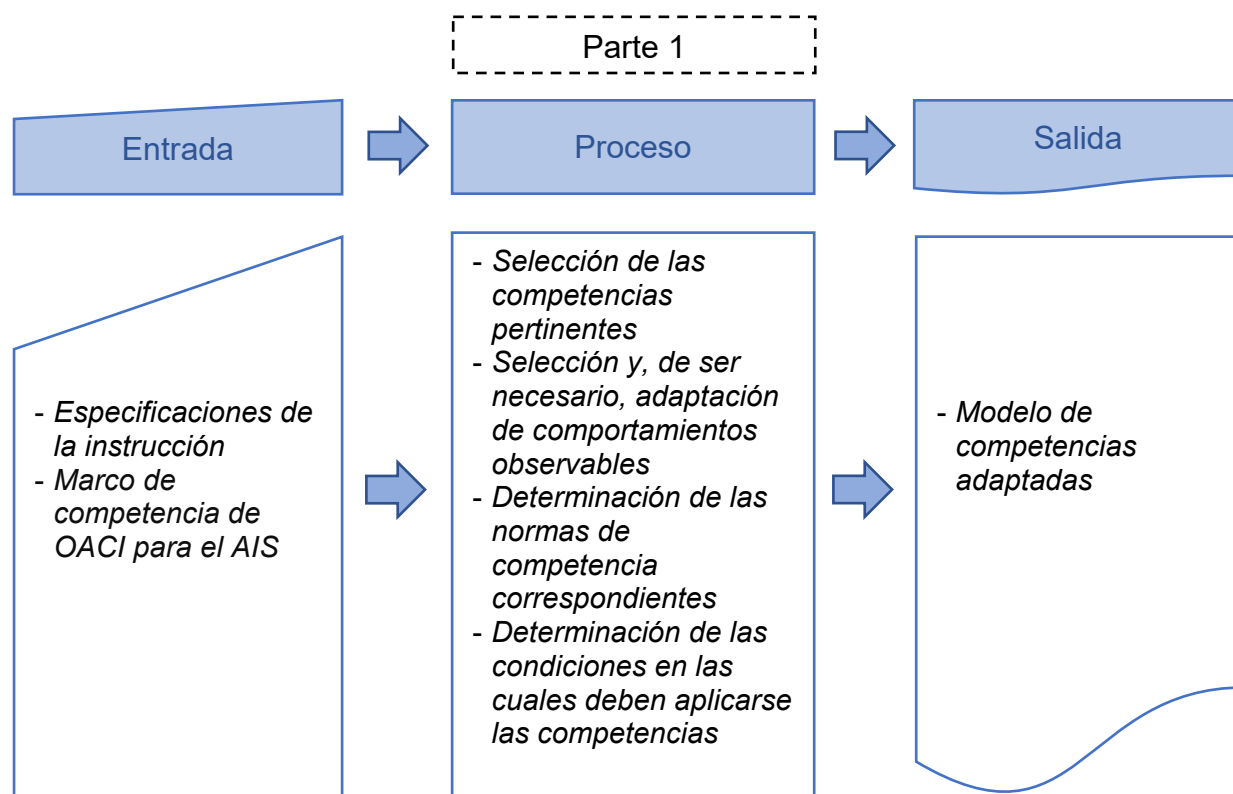 Parte 1
Entrada
Proceso
Salida
- Especificaciones de
la instrucción
- Marco de
competencia de
OACI para el AIS
- Selección de las
competencias
pertinentes
- Selección y, de ser
necesario, adaptación
de comportamientos
observables
- Determinación de las
normas de
competencia
correspondientes
- Determinación de las
condiciones en las
cuales deben aplicarse
las competencias
- Modelo de
competencias
adaptadas